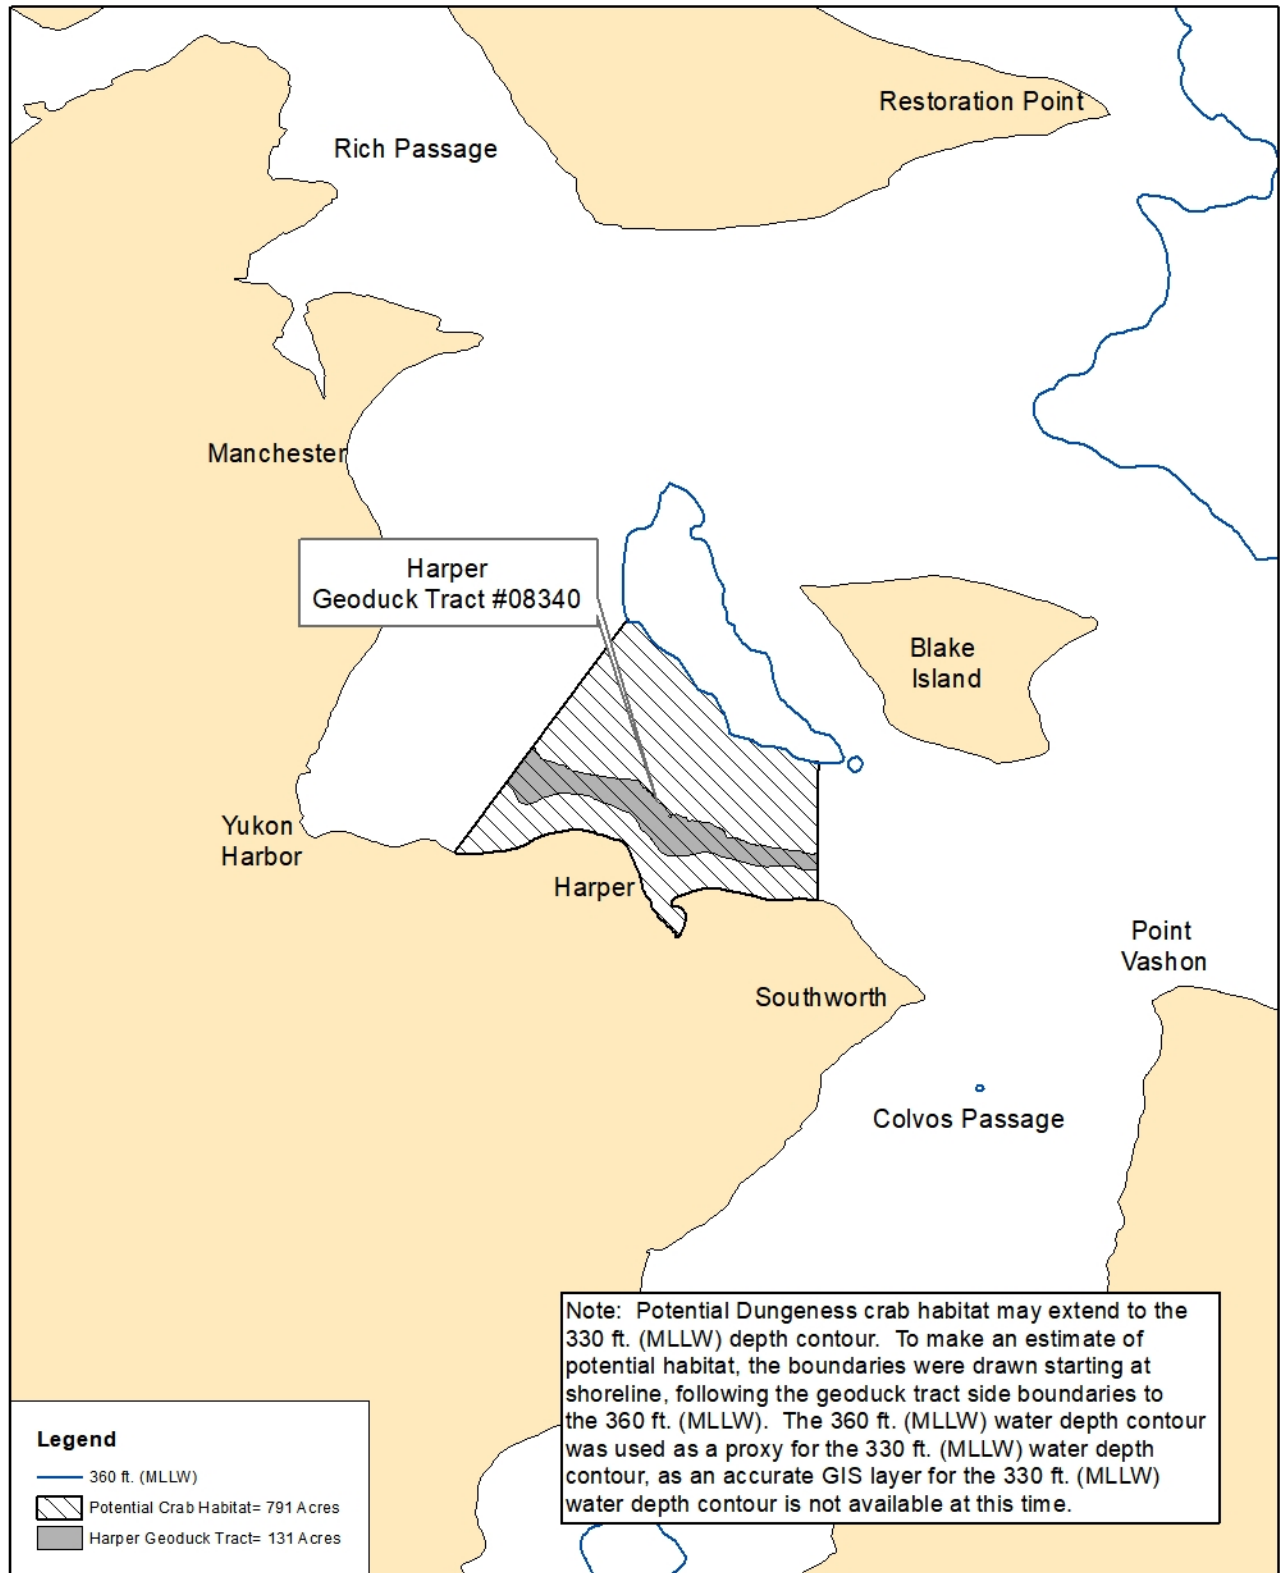 Restoration Point
Rich Passage
Manchester
Harper
Geoduck Tract #08340
Blake
Island
Yukon
Harbor
Harper
Point
Vashon
Southworth
Colvos Passage
Note:  Potential Dungeness crab habitat may extend to the
330 ft. (MLLW) depth contour.  To make an estimate of
potential habitat, the boundaries were drawn starting at
shoreline, following the geoduck tract side boundaries to
the 360 ft. (MLLW).  The 360 ft. (MLLW) water depth contour
was used as a proxy for the 330 ft. (MLLW) water depth
contour, as an accurate GIS layer for the 330 ft. (MLLW)
water depth contour is not available at this time.
Legend
360 ft. (MLLW)
Potential Crab Habitat= 791 Acres
Harper Geoduck Tract= 131 Acres